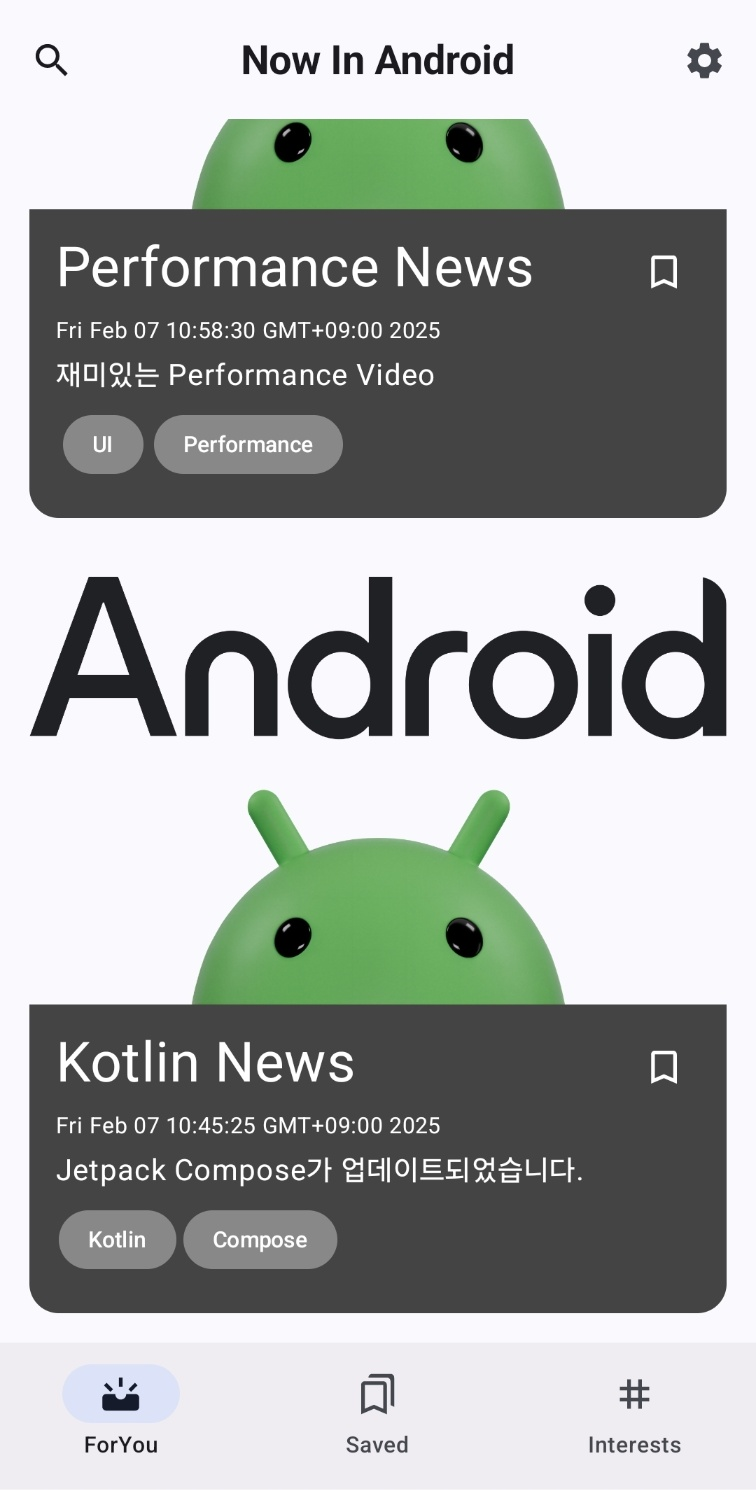 Now In Android
Performance News
Fri Feb 07 10:58:30 GMT+09:00 2025
재미있는 Performance Video
UI Performance
Android
Kotlin News
Fri Feb 07 10:45:25 GMT+09:00 2025
Jetpack Compose가 업데이트되었습니다.
Kotlin Compose
ForYou Saved Interests